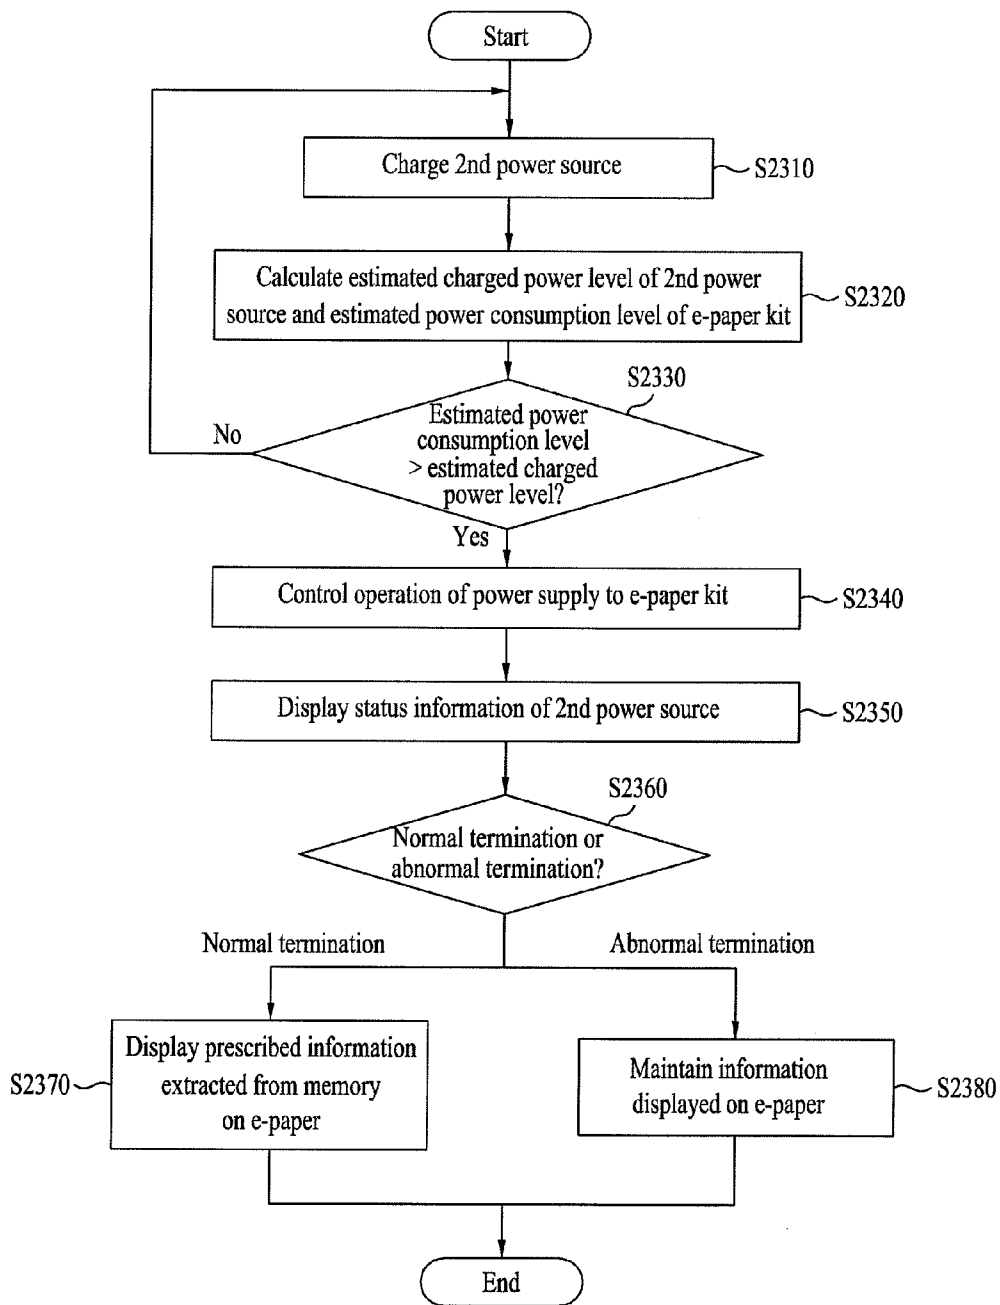 Start
Charge 2nd power source
S2310
Calculate estimated charged power level of 2nd power
source and estimated power consumption level of e-paper kit
S2320
S2330
Estimated power
consumption level
> estimated charged
power level?
No
Yes
Control operation of power supply to e-paper kit
S2340
Display status information of 2nd power source
S2350
S2360
Normal termination or
abnormal termination?
Normal termination
Abnormal termination
Display prescribed information
extracted from memory
on e-paper
S2370
Maintain information
displayed on e-paper
S2380
End